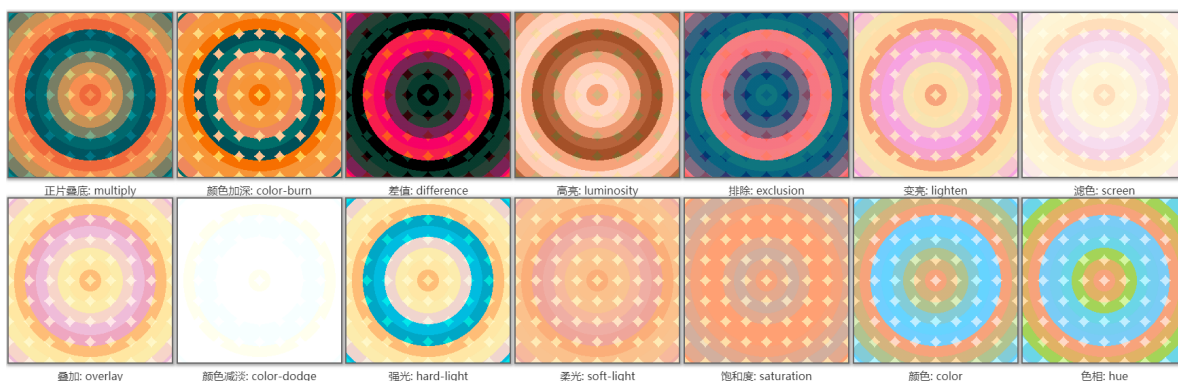 正片叠底: multiply
颜色加深: color-burn
差值: difference
高亮: luminosity
排除: exclusion
变亮: lighten
滤色: screen
叠加: overlay
颜色减淡: color-dodge
强光: hard-light
柔光: soft-light
饱和度: saturation
颜色: color
色相: hue